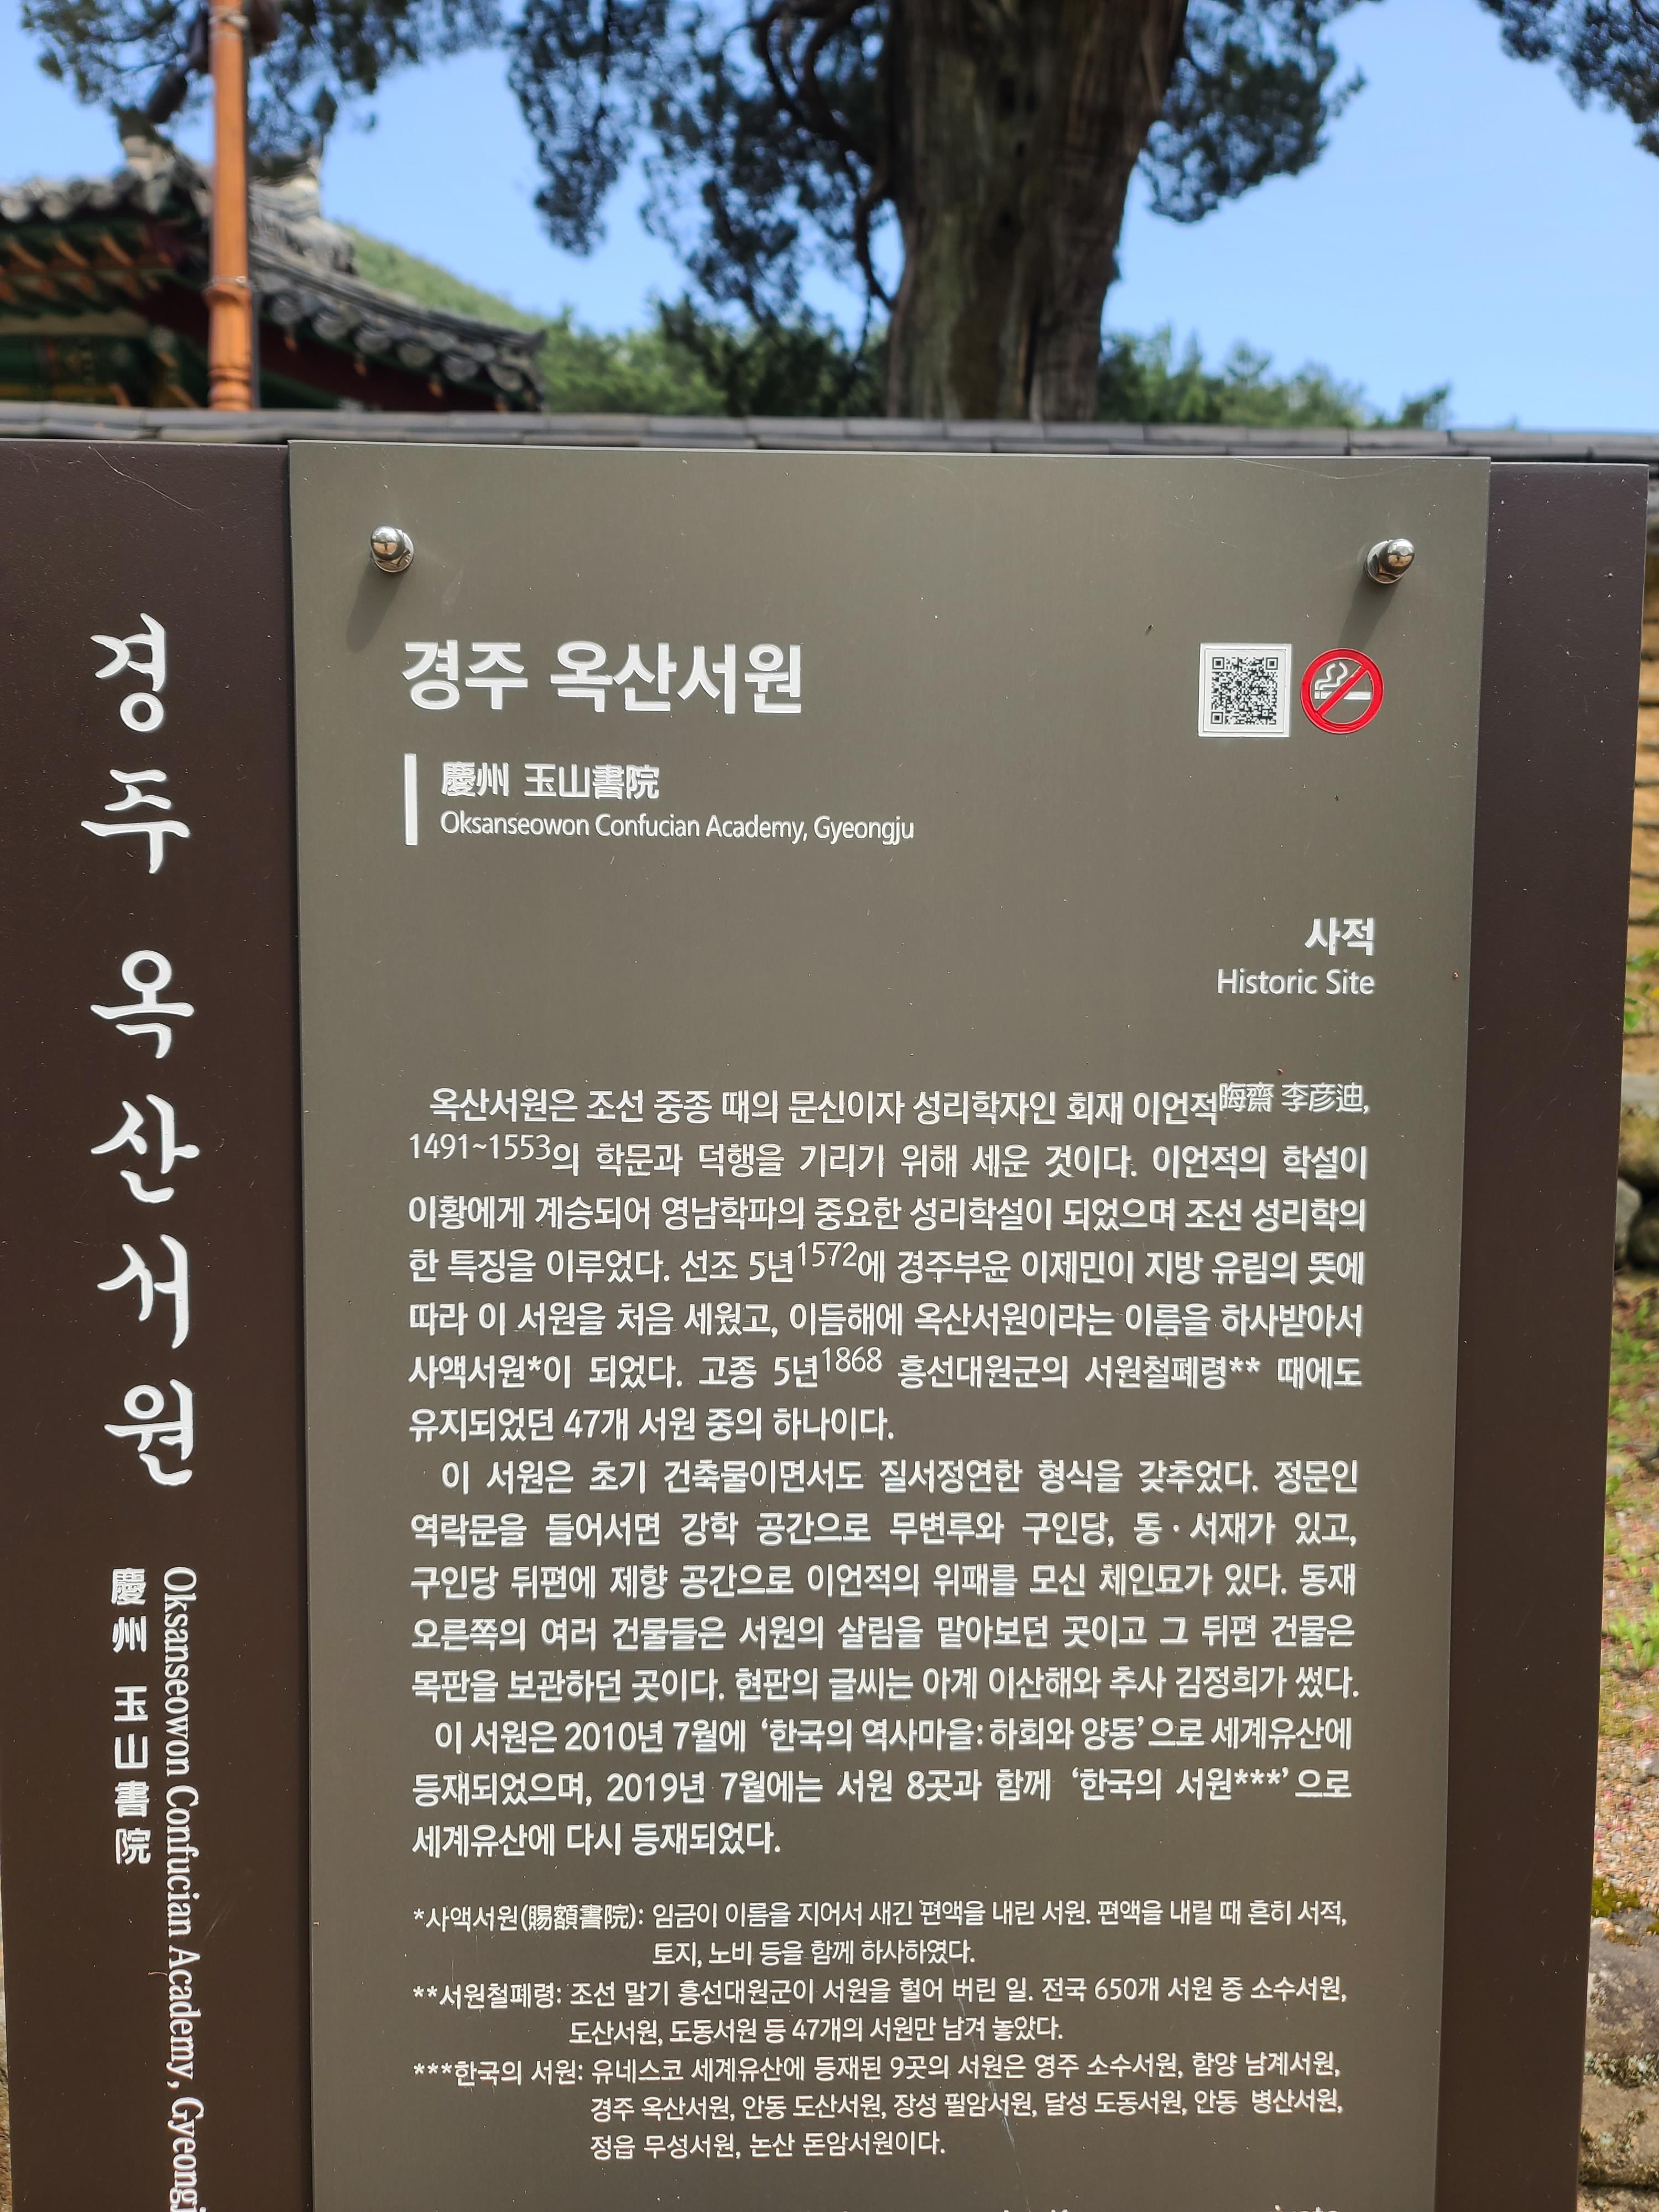 경주 옥산서원
慶州 玉山書院
Oksanseowon Confucian Academy, Gyeongju
경주 옥산서원
慶州 玉山書院
Oksanseowon Confucian Academy, Gyeongju
사적
Historic Site
옥산서원은 조선 중종 때의 문신이자 성리학자인 회재 이언적晦齋 李彦迪,
1491~1553의 학문과 덕행을 기리기 위해 세운 것이다. 이언적의 학설이
이황에게 계승되어 영남학파의 중요한 성리학설이 되었으며 조선 성리학의
한 특징을 이루었다. 선조 5년1572에 경주부윤 이제민이 지방 유림의 뜻에
따라 이 서원을 처음 세웠고, 이듬해에 옥산서원이라는 이름을 하사받아서
사액서원*이 되었다. 고종 5년1868 흥선대원군의 서원철폐령** 때에도
유지되었던 47개 서원 중의 하나이다.
이 서원은 초기 건축물이면서도 질서정연한 형식을 갖추었다. 정문인
역락문을 들어서면 강학 공간으로 무변루와 구인당, 동·서재가 있고,
구인당 뒤편에 제향 공간으로 이언적의 위패를 모신 체인묘가 있다. 동재
오른쪽의 여러 건물들은 서원의 살림을 맡아보던 곳이고 그 뒤편 건물은
목판을 보관하던 곳이다. 현판의 글씨는 아계 이산해와 추사 김정희가 썼다.
이 서원은 2010년 7월에 ‘한국의 역사마을: 하회와 양동’으로 세계유산에
등재되었으며, 2019년 7월에는 서원 8곳과 함께 ‘한국의 서원***’으로
세계유산에 다시 등재되었다.
*사액서원(賜額書院): 임금이 이름을 지어서 새긴 편액을 내린 서원. 편액을 내릴 때 흔히 서적,
토지, 노비 등을 함께 하사하였다.
**서원철폐령: 조선 말기 흥선대원군이 서원을 헐어 버린 일. 전국 650개 서원 중 소수서원,
도산서원, 도동서원 등 47개의 서원만 남겨 놓았다.
***한국의 서원: 유네스코 세계유산에 등재된 9곳의 서원은 영주 소수서원, 함양 남계서원,
경주 옥산서원, 안동 도산서원, 장성 필암서원, 달성 도동서원, 안동 병산서원,
정읍 무성서원, 논산 돈암서원이다.